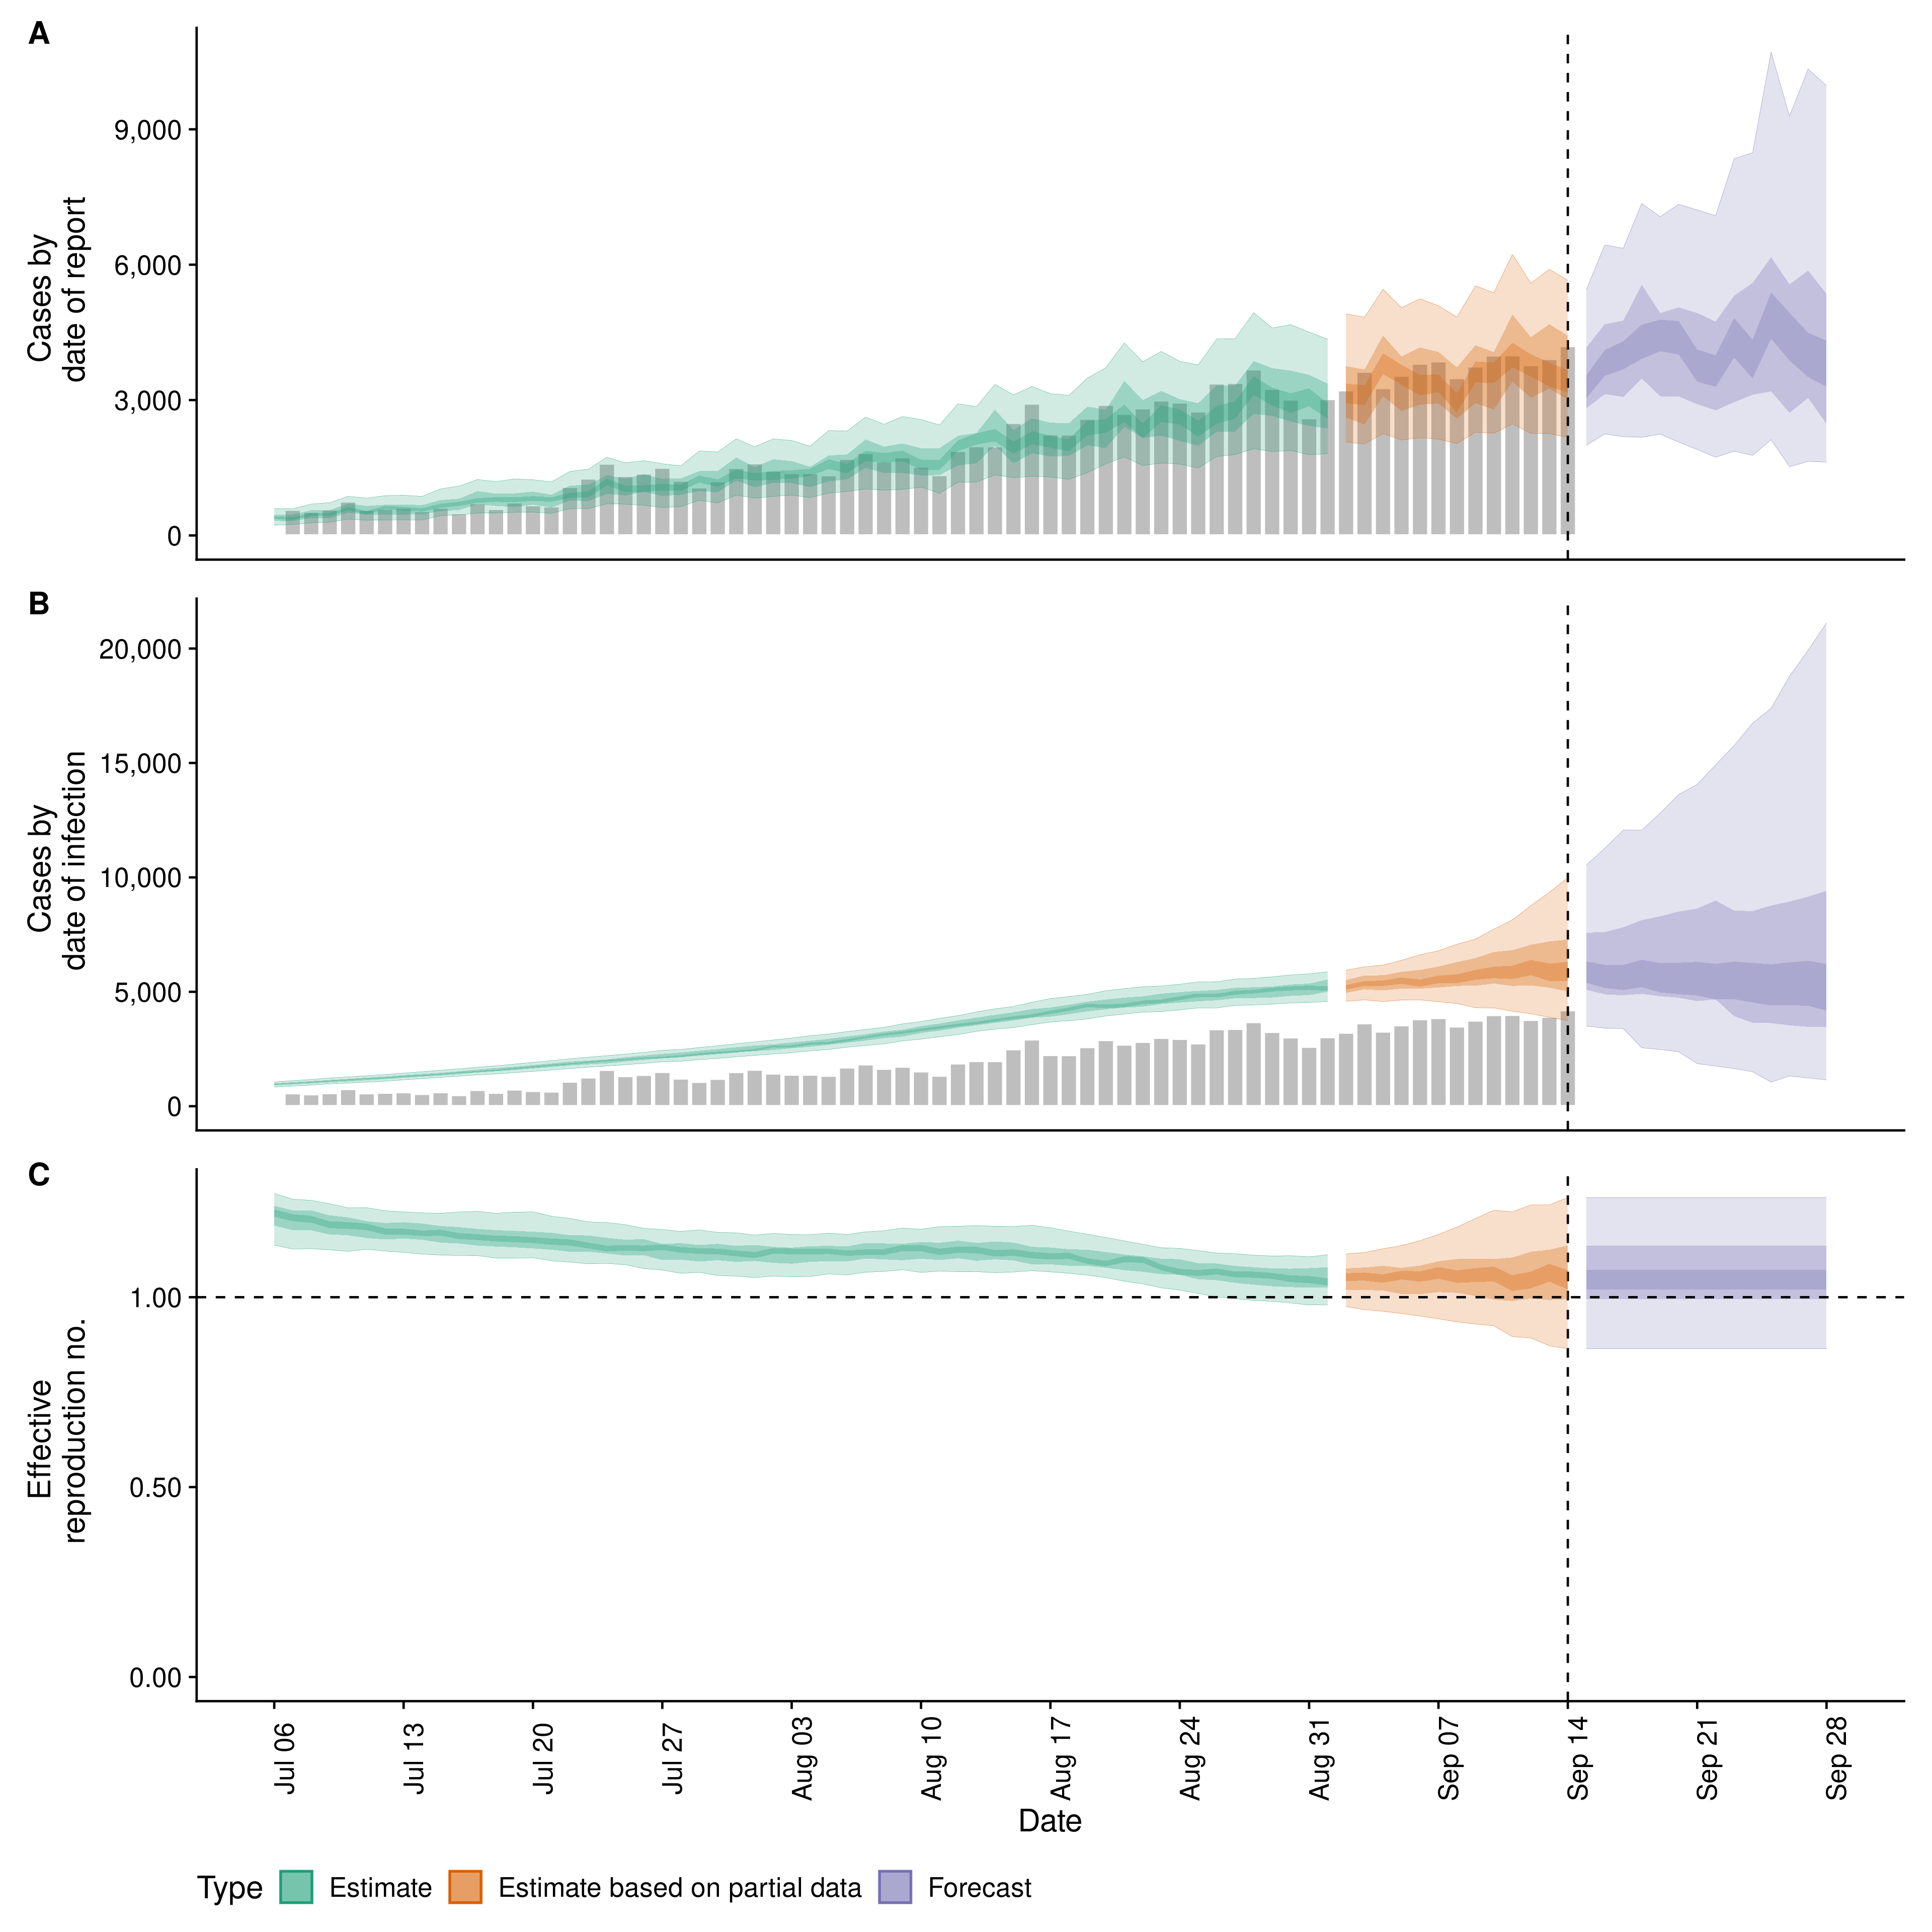 A
Cases by
date of report
9,000
6,000
3,000
0
B
Cases by
date of infection
20,000
15,000
10,000
5,000
0
C
Effective
reproduction no.
1.00
0.50
0.00
Jul 06
Jul 13
Jul 20
Jul 27
Aug 03
Aug 10
Aug 17
Aug 24
Aug 31
Sep 07
Sep 14
Sep 21
Sep 28
Date
Type Estimate Estimate based on partial data Forecast